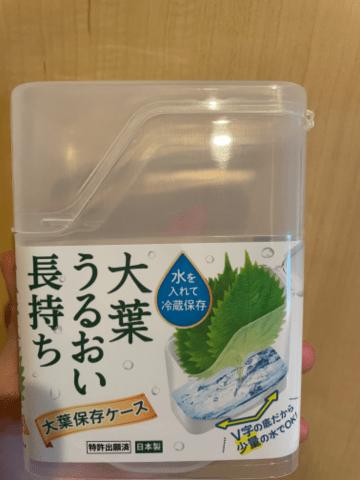 大葉
うるおい
長持ち
水を
入れて
冷蔵保存
大葉保存ケース
特許出願済
日本製
V字の底だから
少量の水でOK!